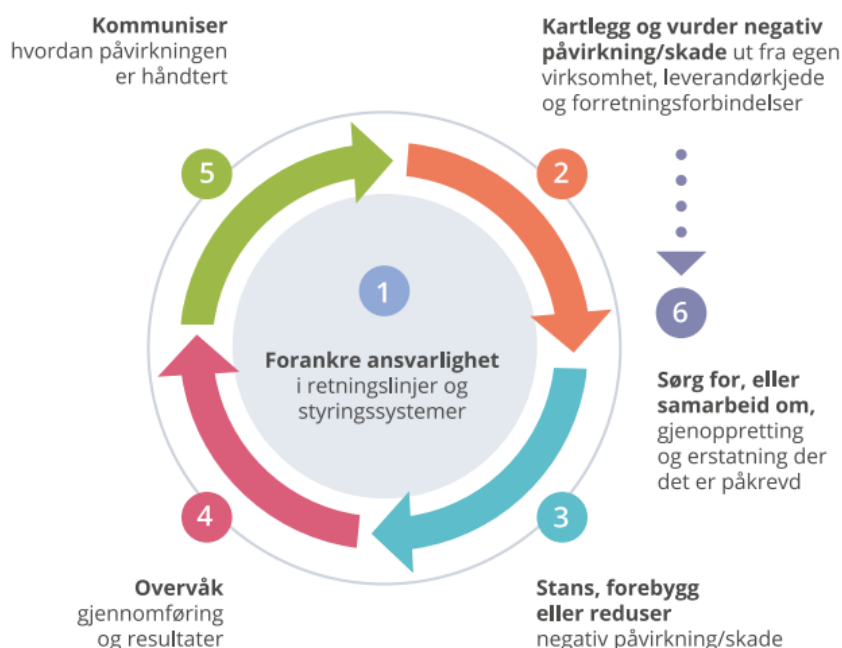 Kommuniser
hvordan påvirkningen
er håndtert
Kartlegg og vurder negativ
påvirkning/skade ut fra egen
virksomhet, leverandørkjede
og forretningsforbindelser
5
2
1
Forankre ansvarlighet
i retningslinjer og
styringssystemer
6
Sørg for, eller
samarbeid om,
gjenoppretting
og erstatning der
det er påkrevd
4
3
Overvåk
gjennomføring
og resultater
Stans, forebygg
eller reduser
negativ påvirkning/skade